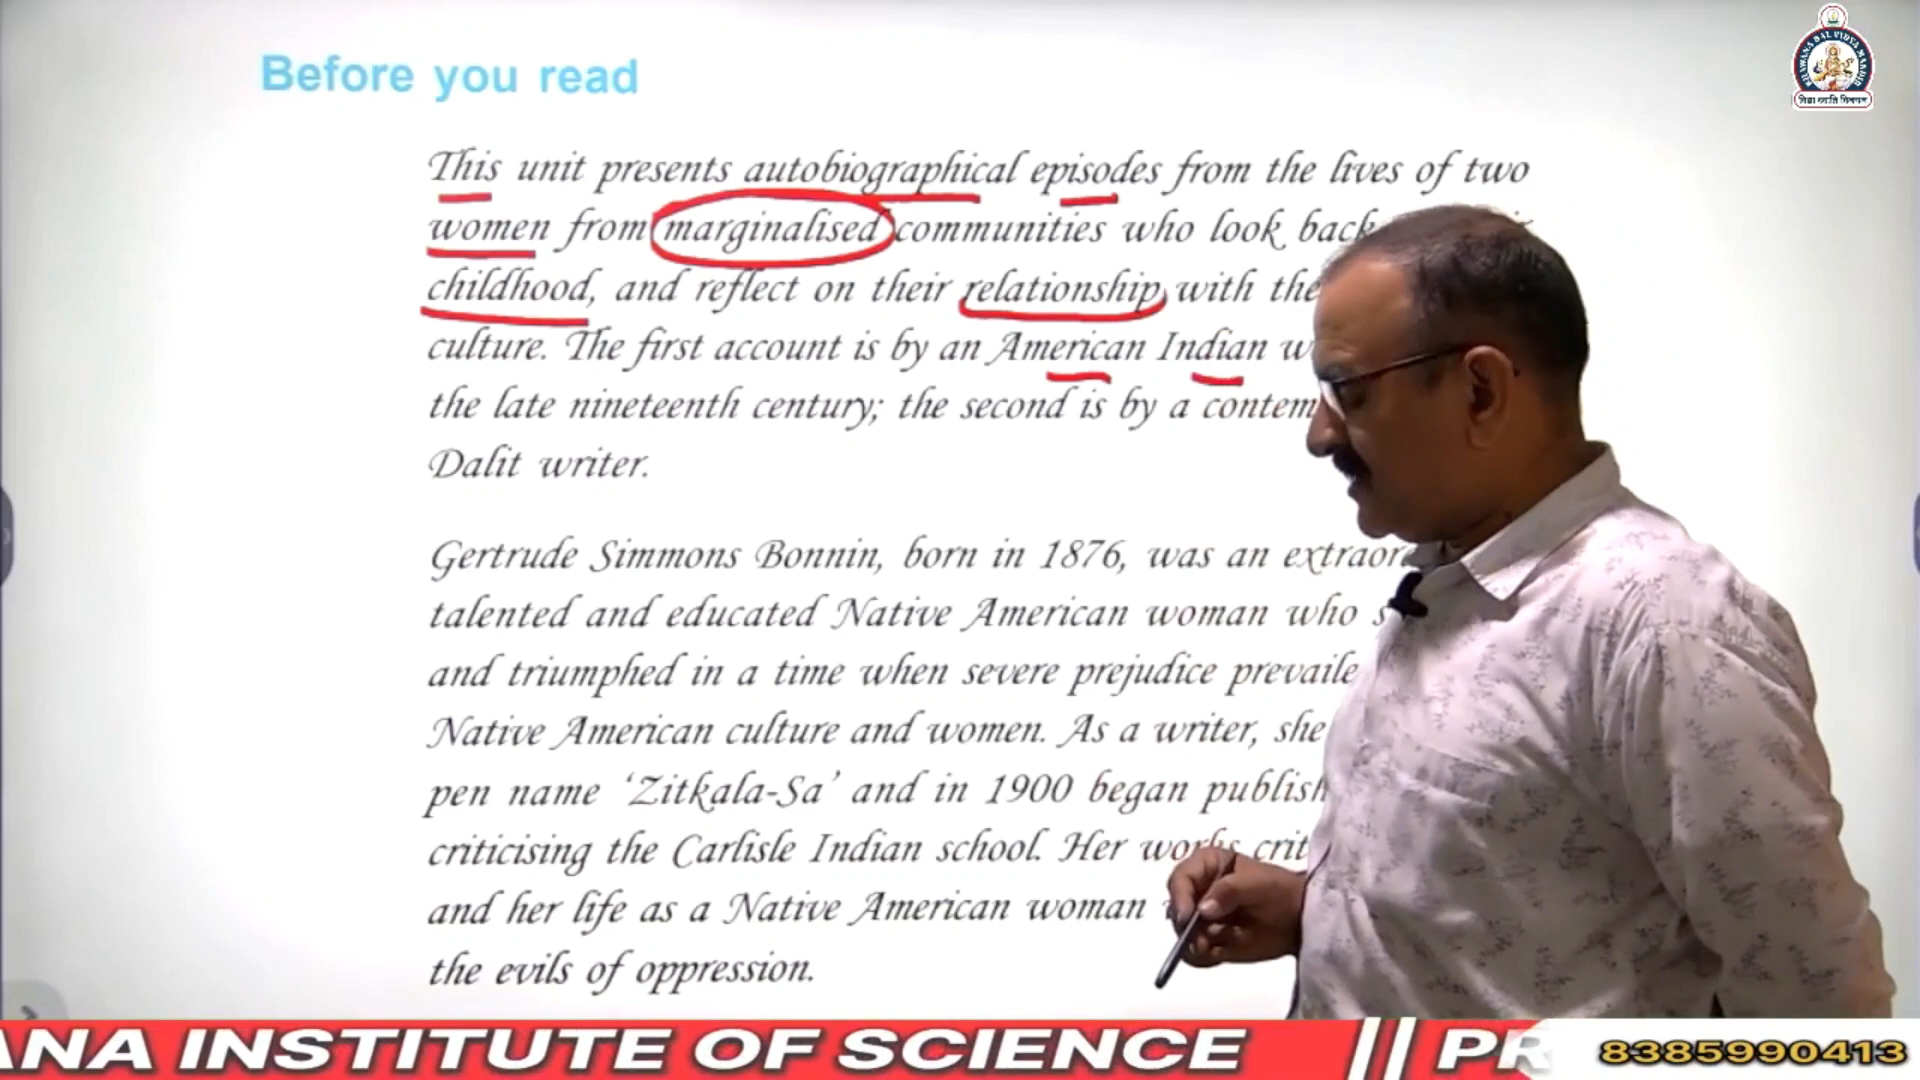 Before you read
This unit presents autobiographical episodes from the lives of two
women from marginalised communities who look back
childhood, and reflect on their relationship with the
culture. The first account is by an American Indian
the late nineteenth century; the second is by a
Dalit writer.
Gertrude Simmons Bonnin, born in 1876, was an
talented and educated Native American woman who
and triumphed in a time when severe prejudice
Native American culture and women. As a writer, she
pen name ‘Zitkala-Sa’ and in 1900 began
criticising the Carlisle Indian school. Her works
and her life as a Native American woman
the evils of oppression.
ANA INSTITUTE OF SCIENCE || PR 8385990413